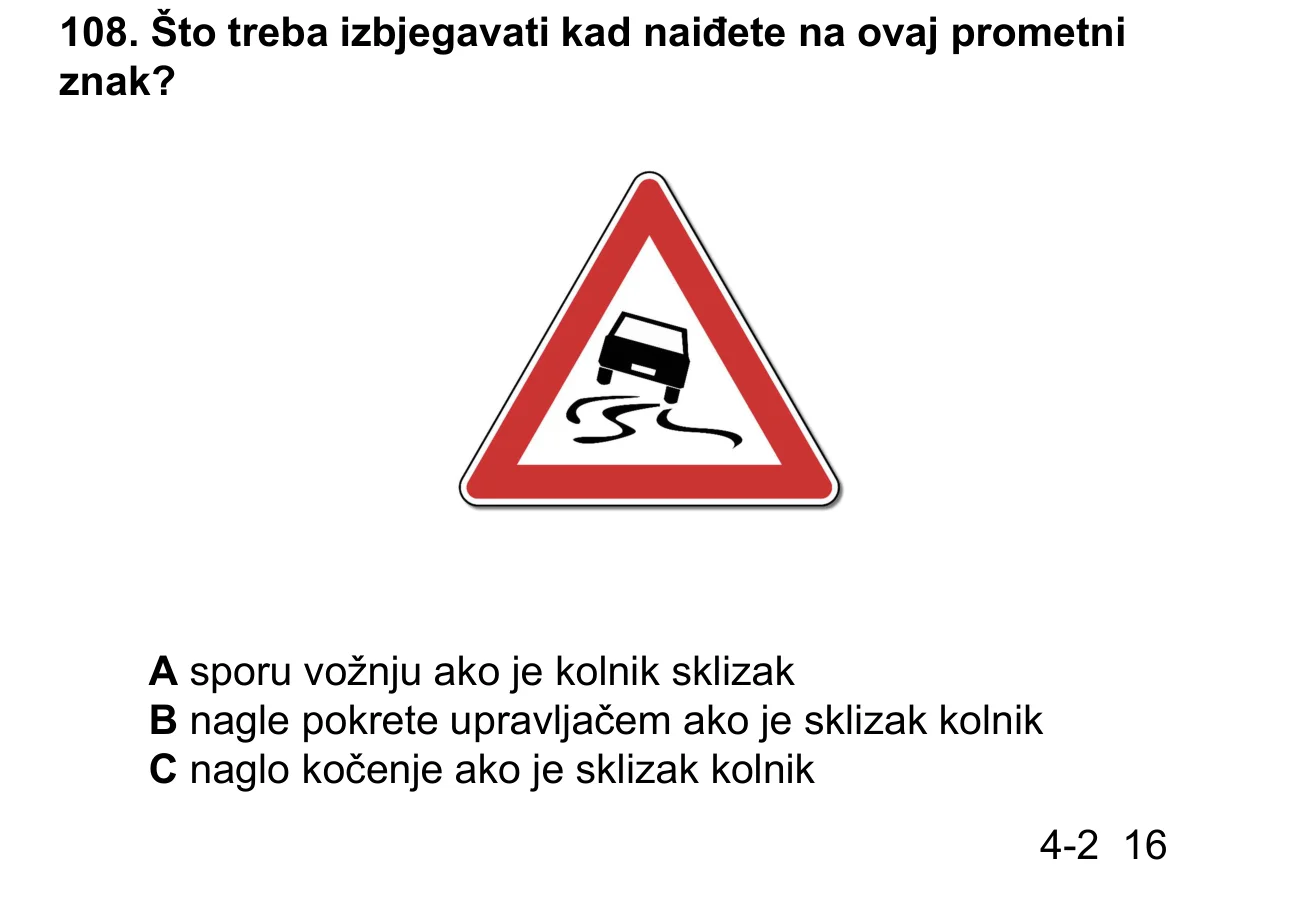 108. Što treba izbjegavati kad naiđete na ovaj prometni
znak?
A sporu vožnju ako je kolnik sklizak
B nagle pokrete upravljačem ako je sklizak kolnik
C naglo kočenje ako je sklizak kolnik
4-2 16